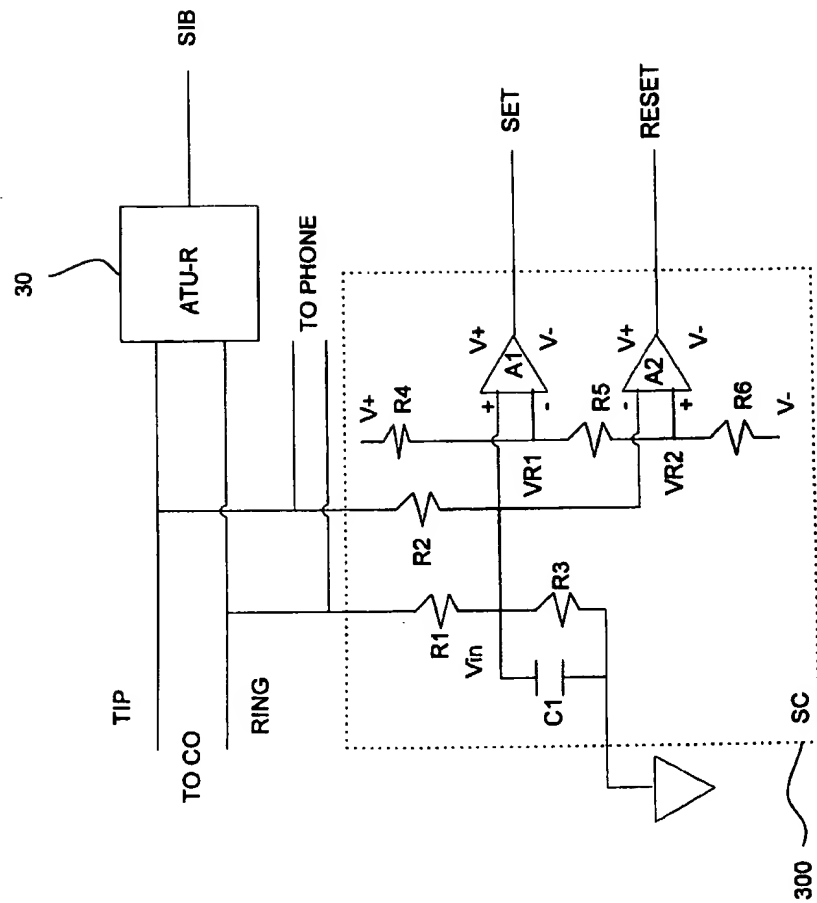 30
SIB
ATU-R
TIP
TO CO
RING
TO PHONE
SET
RESET
V+
R4
V+
A1
V-
+
-
VR1
R5
V+
A2
V-
-
+
VR2
R6
V-
R2
R1
Vin
R3
C1
SC
300